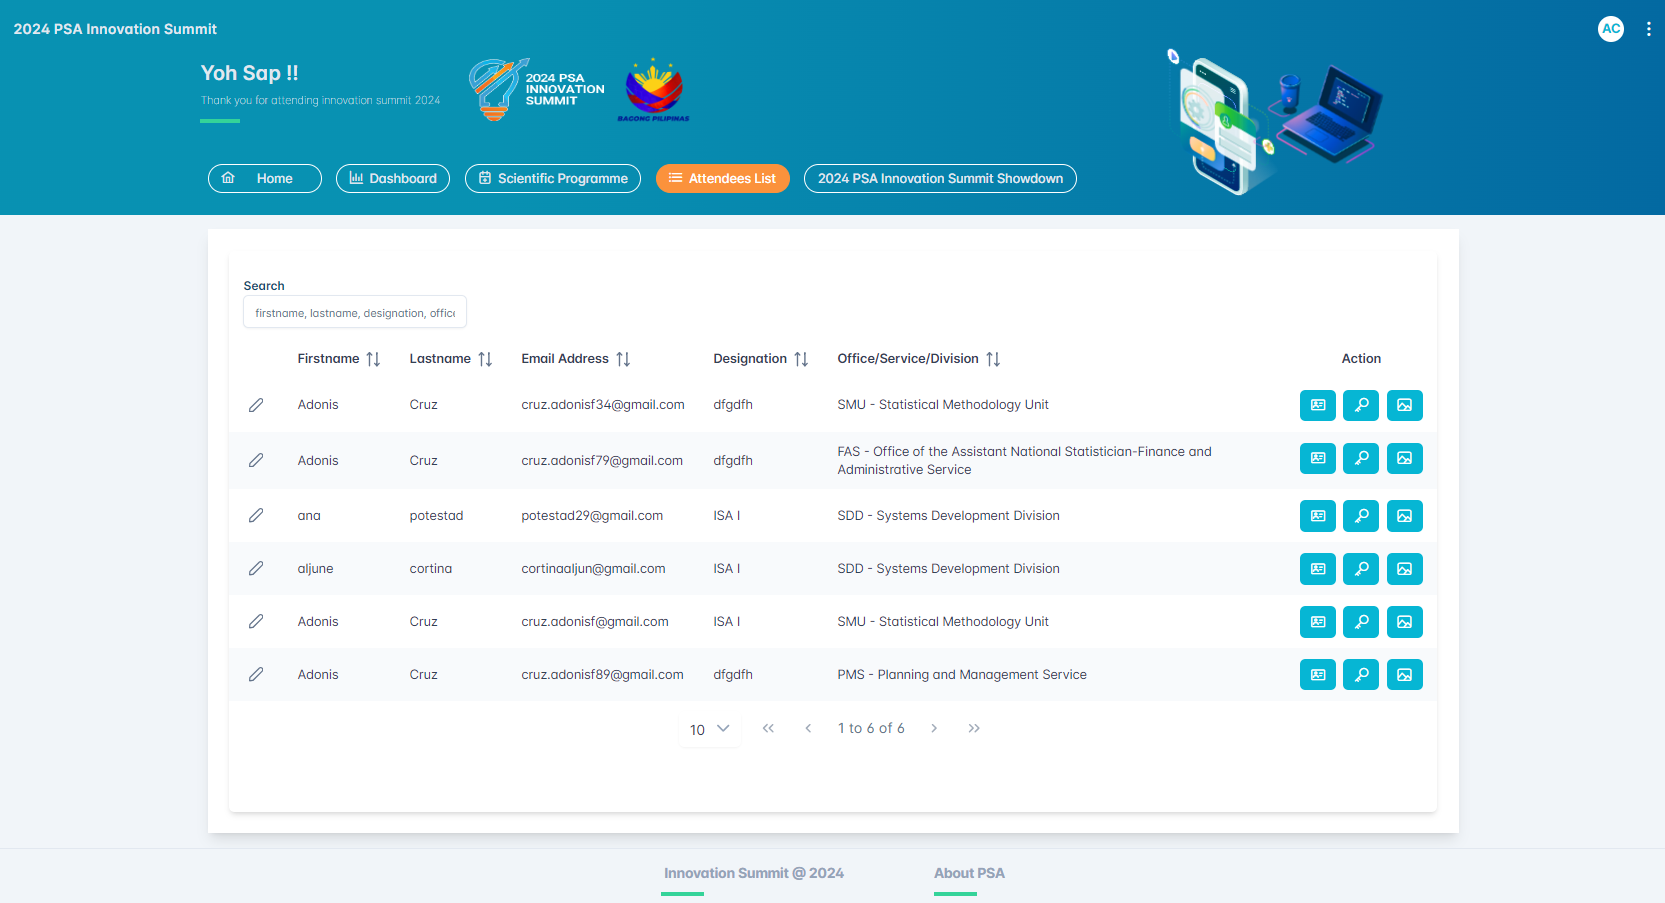 2024 PSA Innovation Summit
AC
Yoh Sap !!
Thank you for attending innovation summit 2024
2024 PSA
INNOVATION
SUMMIT
BAGONG PILIPINAS
Home
Dashboard
Scientific Programme
Attendees List
2024 PSA Innovation Summit Showdown
Search
firstname, lastname, designation, office
Firstname Lastname Email Address Designation Office/Service/Division Action
Adonis Cruz cruz.adonisf34@gmail.com dfgdfh SMU - Statistical Methodology Unit
Adonis Cruz cruz.adonisf79@gmail.com dfgdfh FAS - Office of the Assistant National Statistician-Finance and
Administrative Service
ana potestad potestad29@gmail.com ISA I SDD - Systems Development Division
aljune cortina cortinaaljun@gmail.com ISA I SDD - Systems Development Division
Adonis Cruz cruz.adonisf@gmail.com ISA I SMU - Statistical Methodology Unit
Adonis Cruz cruz.adonisf89@gmail.com dfgdfh PMS - Planning and Management Service
10 1 to 6 of 6
Innovation Summit @ 2024 About PSA